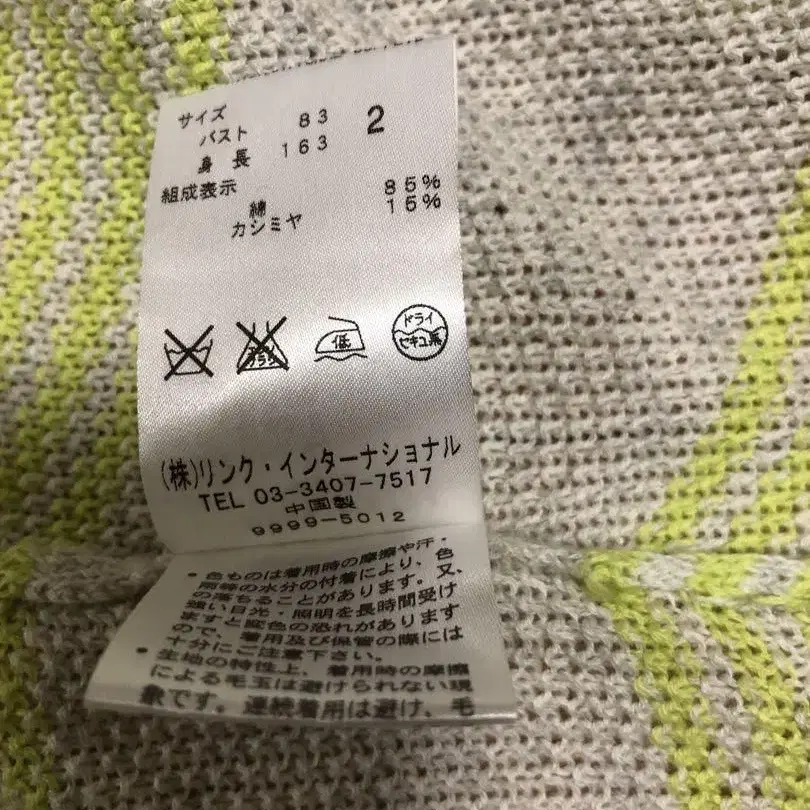 サイズ 2
バスト 83
身長 163
組成表示
綿 85%
カシミヤ 15%
低
ドライ
セキユ系
(株)リンク・インターナショナル
TEL 03-3407-7517
中国製
9999-5012
・色ものは着用時の摩擦や汗・
雨等の水分の付着により、色
の落ちることがあります。又、
強い日光・照明を長時間受け
ますと変色の恐れがあります
ので、着用及び保管の際には
十分にご注意下さい。
・生地の特性上、着用時の摩擦
による毛玉は避けられない現
象です。連続着用は避け、毛